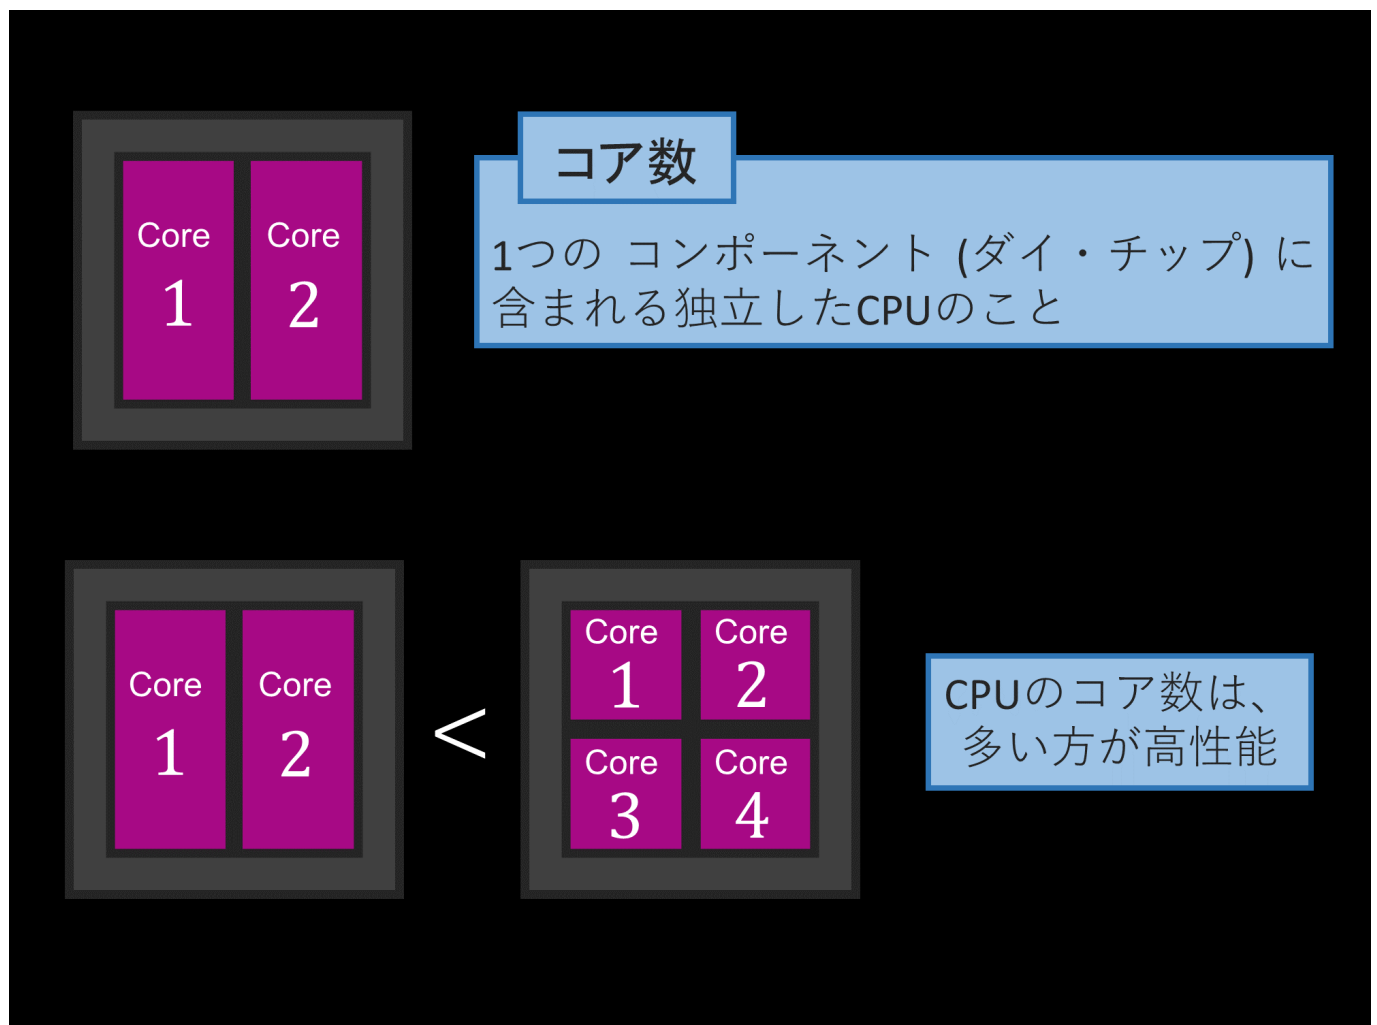 Core
1
Core
2
コア数
1つの コンポーネント (ダイ・チップ) に
含まれる独立したCPUのこと
Core
1
Core
2
<
Core
1
Core
2
Core
3
Core
4
CPUのコア数は、
多い方が高性能